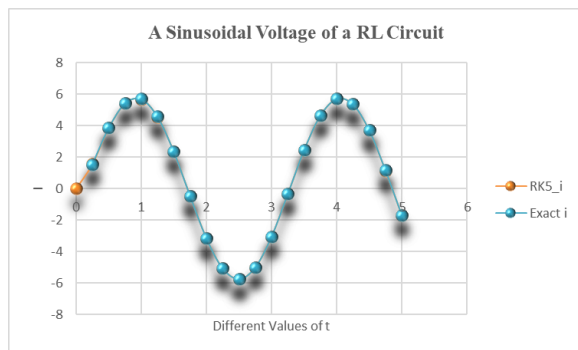 A Sinusoidal Voltage of a RL Circuit
8
6
4
2
0
-2
-4
-6
-8
I
0 1 2 3 4 5 6
Different Values of t
RK5_i
Exact i